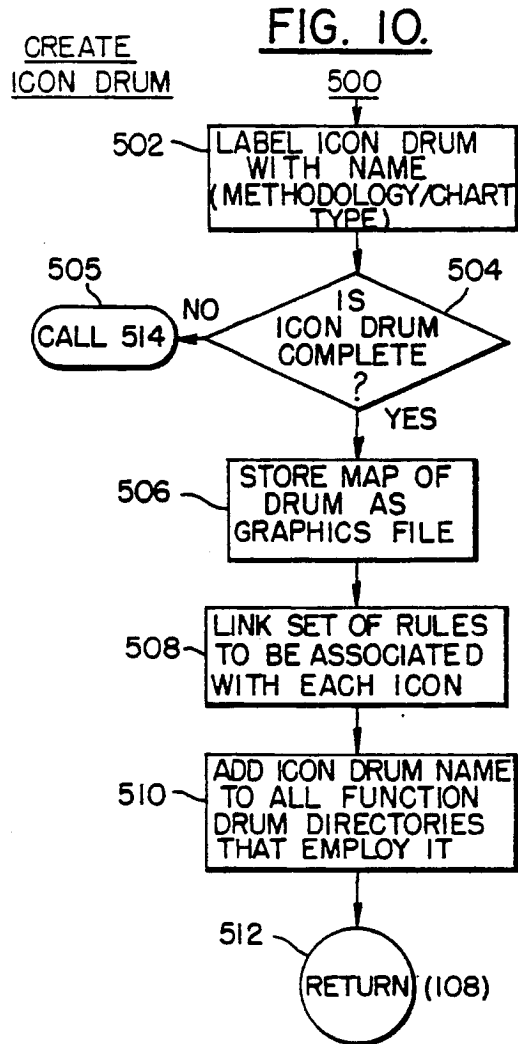 FIG. 10.
CREATE
ICON DRUM
500
502
LABEL ICON DRUM
WITH NAME
(METHODOLOGY/CHART
TYPE)
504
505
NO
CALL 514
IS
ICON DRUM
COMPLETE
?
YES
506
STORE MAP OF
DRUM AS
GRAPHICS FILE
508
LINK SET OF RULES
TO BE ASSOCIATED
WITH EACH ICON
510
ADD ICON DRUM NAME
TO ALL FUNCTION
DRUM DIRECTORIES
THAT EMPLOY IT
512
RETURN (108)